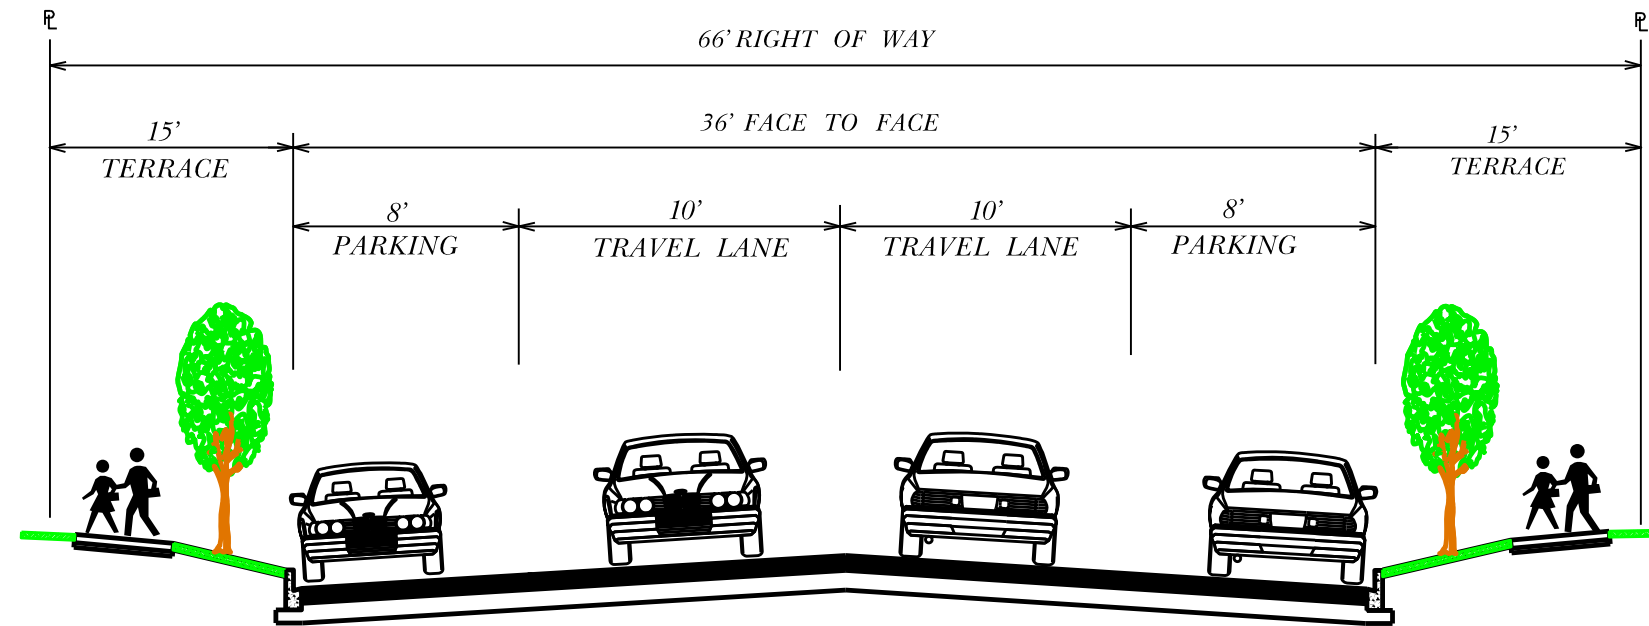 PL PL
66' RIGHT OF WAY
36' FACE TO FACE
15' 15'
TERRACE TERRACE
8' 10' 10' 8'
PARKING TRAVEL LANE TRAVEL LANE PARKING